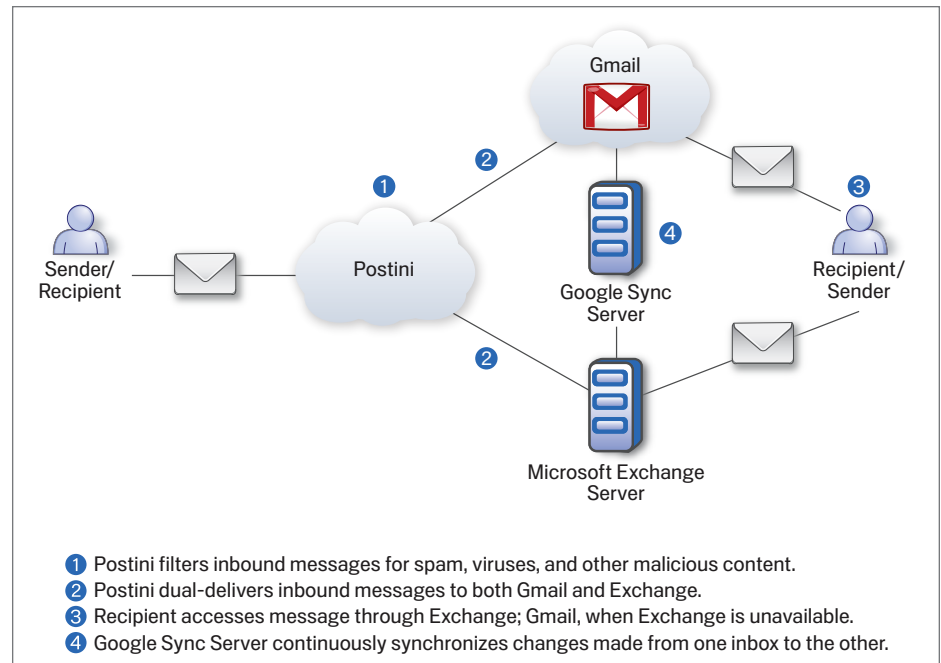 Gmail
2
1
3
4
Sender/
Recipient
Postini
Google Sync
Server
Recipient/
Sender
2
Microsoft Exchange
Server
1 Postini filters inbound messages for spam, viruses, and other malicious content.
2 Postini dual-delivers inbound messages to both Gmail and Exchange.
3 Recipient accesses message through Exchange; Gmail, when Exchange is unavailable.
4 Google Sync Server continuously synchronizes changes made from one inbox to the other.